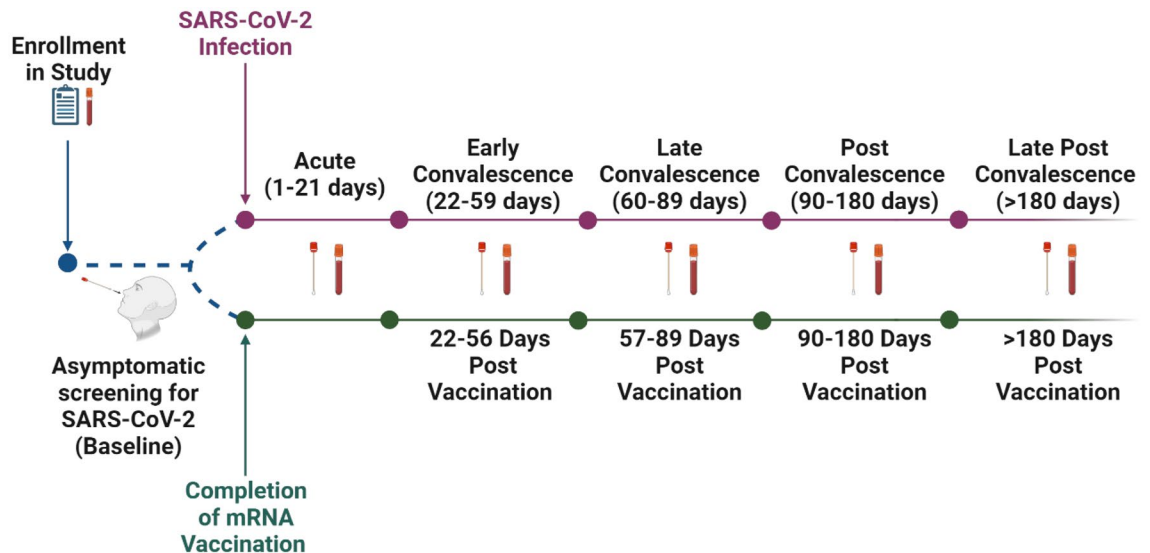 SARS-CoV-2
Infection
Enrollment
in Study
Acute
(1-21 days)
Early
Convalescence
(22-59 days)
Late
Convalescence
(60-89 days)
Post
Convalescence
(90-180 days)
Late Post
Convalescence
(>180 days)
Asymptomatic
screening for
SARS-CoV-2
(Baseline)
22-56 Days
Post
Vaccination
57-89 Days
Post
Vaccination
90-180 Days
Post
Vaccination
>180 Days
Post
Vaccination
Completion
of mRNA
Vaccination